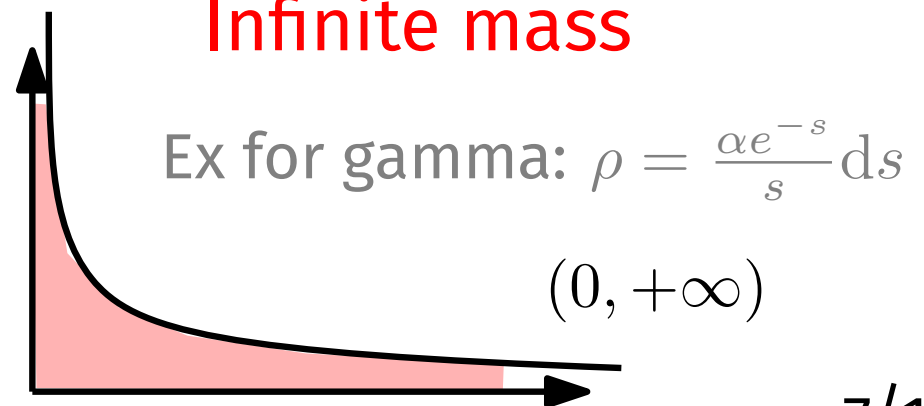 Infinite mass
Ex for gamma: ρ = αe^{-s}/s ds
(0, +∞)